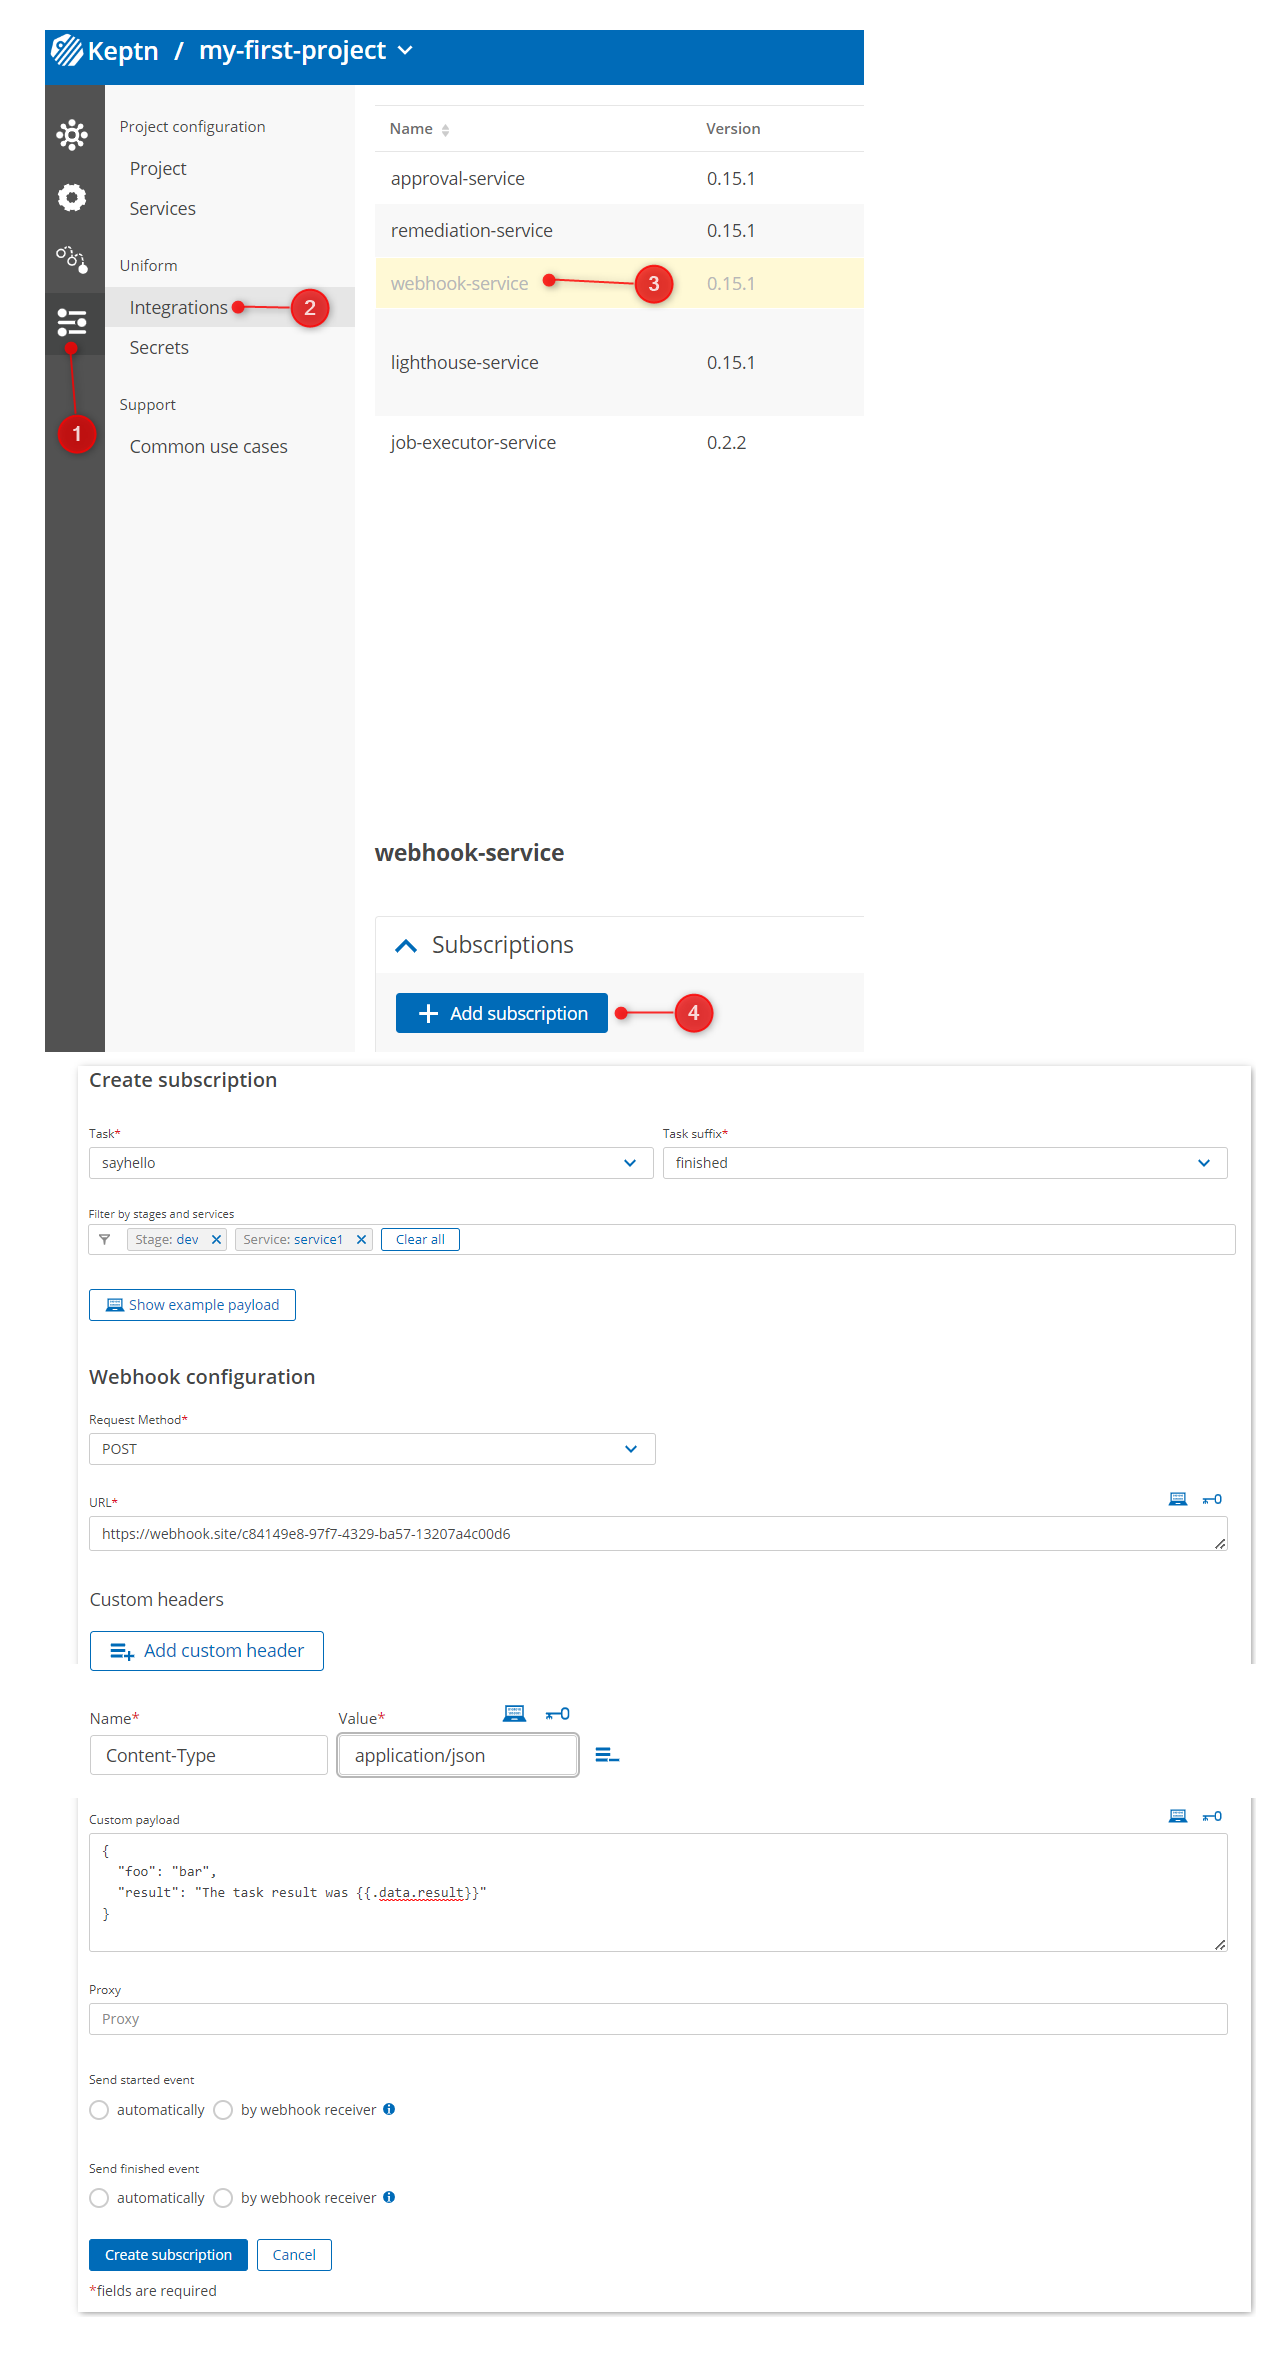 Keptn / my-first-project
Project configuration
Project
Services
Uniform
Integrations
2
Secrets
1
Support
Common use cases
Name Version
approval-service 0.15.1
remediation-service 0.15.1
webhook-service 3 0.15.1
lighthouse-service 0.15.1
job-executor-service 0.2.2
webhook-service
Subscriptions
Add subscription 4
Create subscription
Task* Task suffix*
sayhello finished
Filter by stages and services
Stage: dev Service: service1 Clear all
Show example payload
Webhook configuration
Request Method*
POST
URL*
https://webhook.site/c84149e8-97f7-4329-ba57-13207a4c00d6
Custom headers
Add custom header
Name* Value*
Content-Type application/json
Custom payload
{
"foo": "bar",
"result": "The task result was {{.data.result}}"
}
Proxy
Proxy
Send started event
automatically by webhook receiver
Send finished event
automatically by webhook receiver
Create subscription Cancel
*fields are required